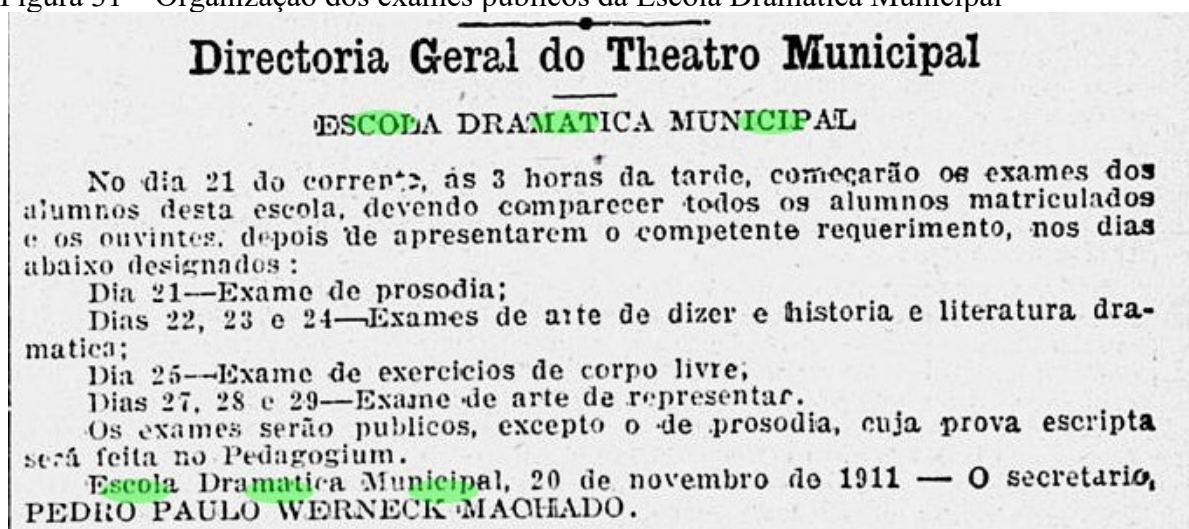 Figura 31 – Organização dos exames públicos da Escola Dramática Municipal
Directoria Geral do Theatro Municipal
ESCOLA DRAMATICA MUNICIPAL
No dia 21 do corrente, ás 3 horas da tarde, começarão os exames dos
alumnos desta escola, devendo comparecer todos os alumnos matriculados
e os ouvintes, depois de apresentarem o competente requerimento, nos dias
abaixo designados :
Dia 21—Exame de prosodia;
Dias 22, 23 e 24—Exames de arte de dizer e historia e literatura dra-
matica;
Dia 25—Exame de exercicios de corpo livre;
Dias 27, 28 e 29—Exame de arte de representar.
Os exames serão publicos, excepto o de prosodia, cuja prova escripta
será feita no Pedagogium.
Escola Dramatica Municipal, 20 de novembro de 1911 — O secretario,
PEDRO PAULO WERNECK MACHADO.